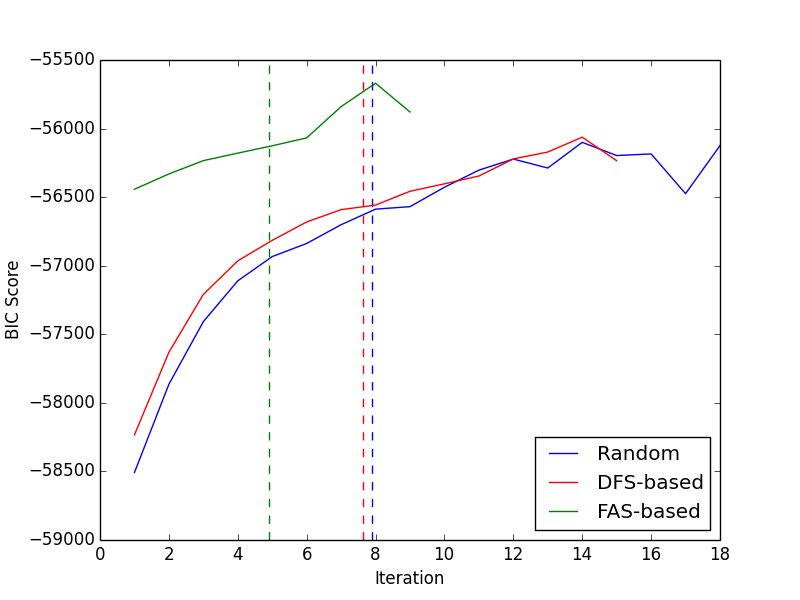 −55500
−56000
−56500
−57000
−57500
−58000
−58500
−59000
BIC Score
0 2 4 6 8 10 12 14 16 18
Iteration
Random
DFS-based
FAS-based